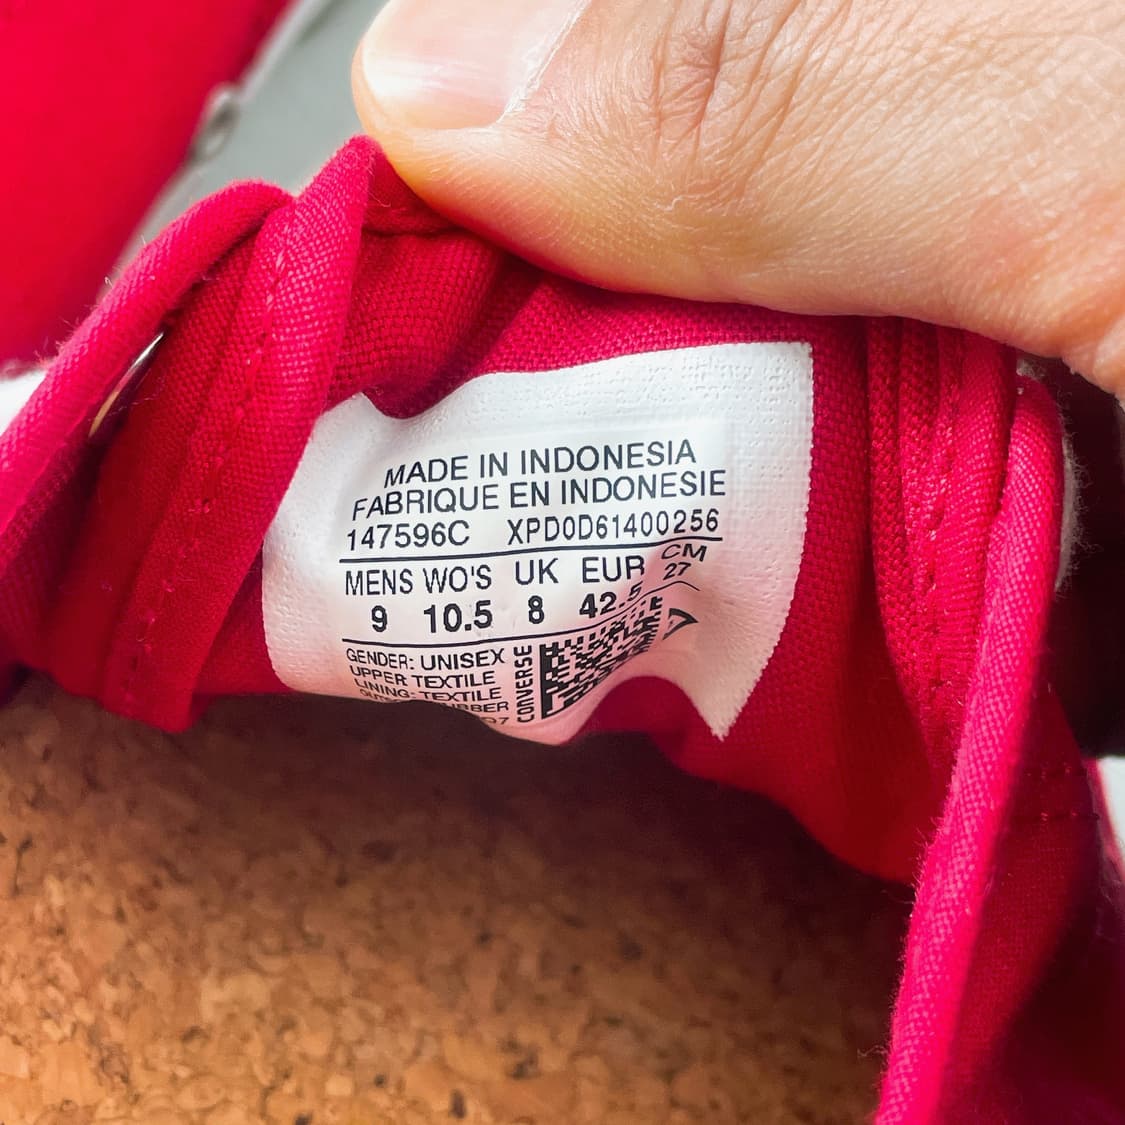 MADE IN INDONESIA
FABRIQUE EN INDONESIE
147596C XPD0D61400256
MENS WO'S UK EUR CM
9 10.5 8 42.5 27
GENDER: UNISEX
UPPER TEXTILE
LINING: TEXTILE
CONVERSE